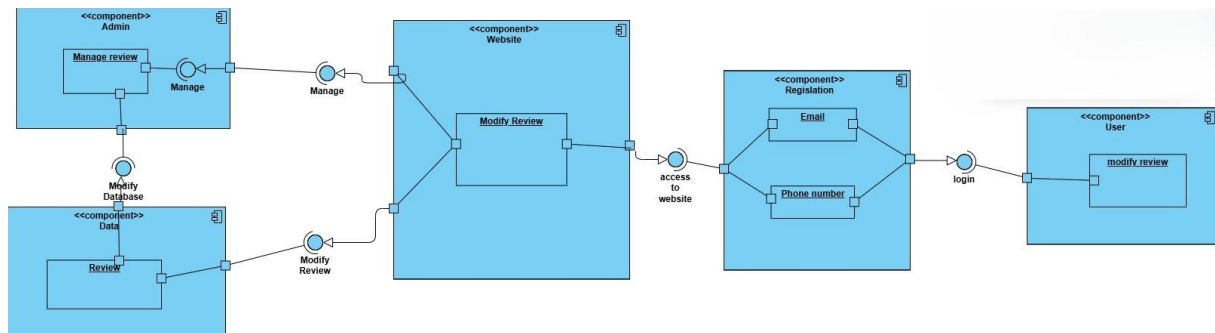 <<component>>
Admin
Manage review
Manage
Manage
<<component>>
Website
Modify Review
<<component>>
Regislation
Email
Phone number
access
to
website
login
<<component>>
User
modify review
Modify
Database
<<component>>
Data
Review
Modify
Review